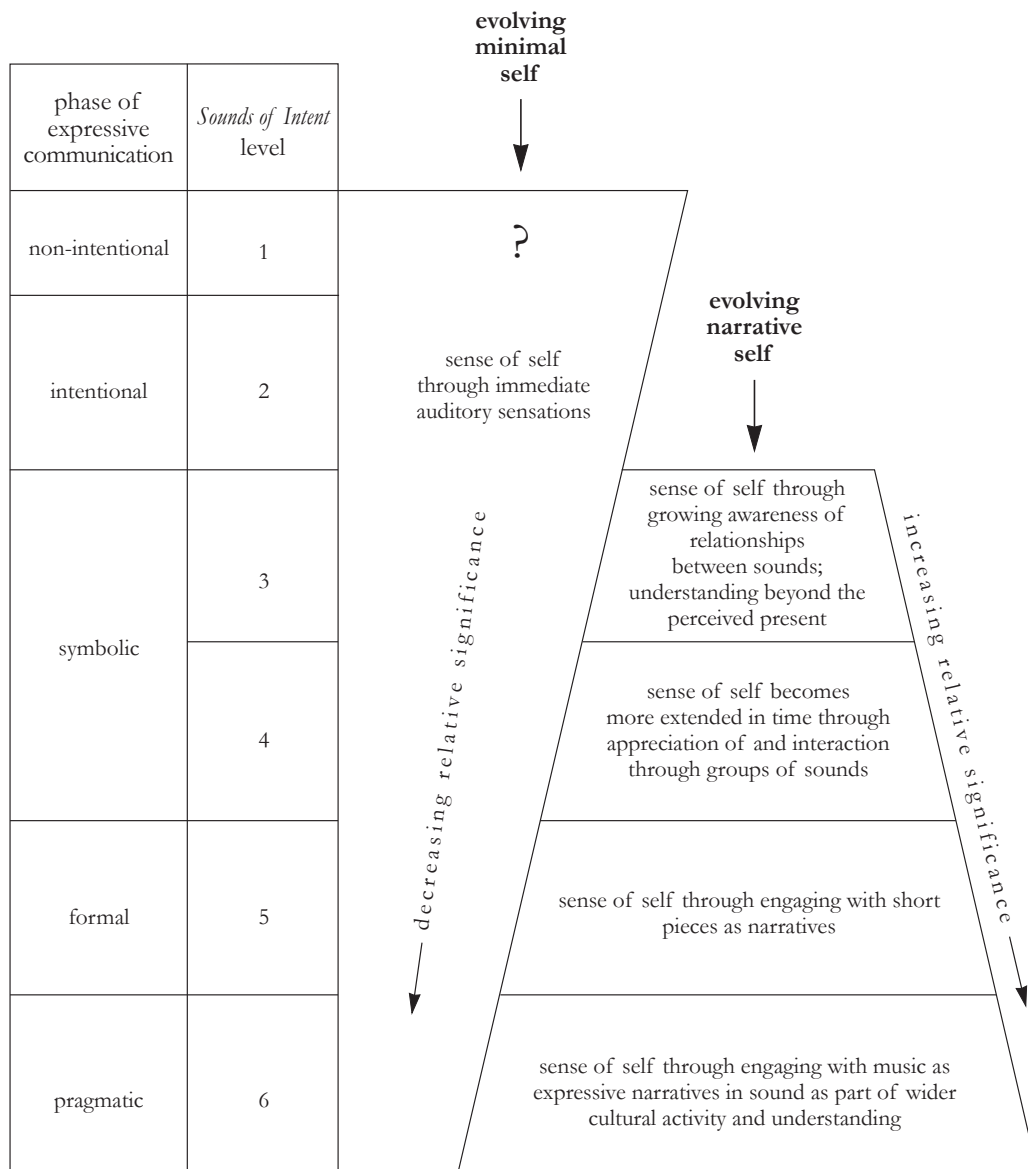 evolving
minimal
self
phase of
expressive
communication
Sounds of Intent
level
non-intentional
1
?
evolving
narrative
self
intentional
2
sense of self
through immediate
auditory sensations
symbolic
3
sense of self through
growing awareness of
relationships
between sounds;
understanding beyond the
perceived present
4
sense of self becomes
more extended in time through
appreciation of and interaction
through groups of sounds
decreasing relative significance
increasing relative significance
formal
5
sense of self through engaging with short
pieces as narratives
pragmatic
6
sense of self through engaging with music as
expressive narratives in sound as part of wider
cultural activity and understanding